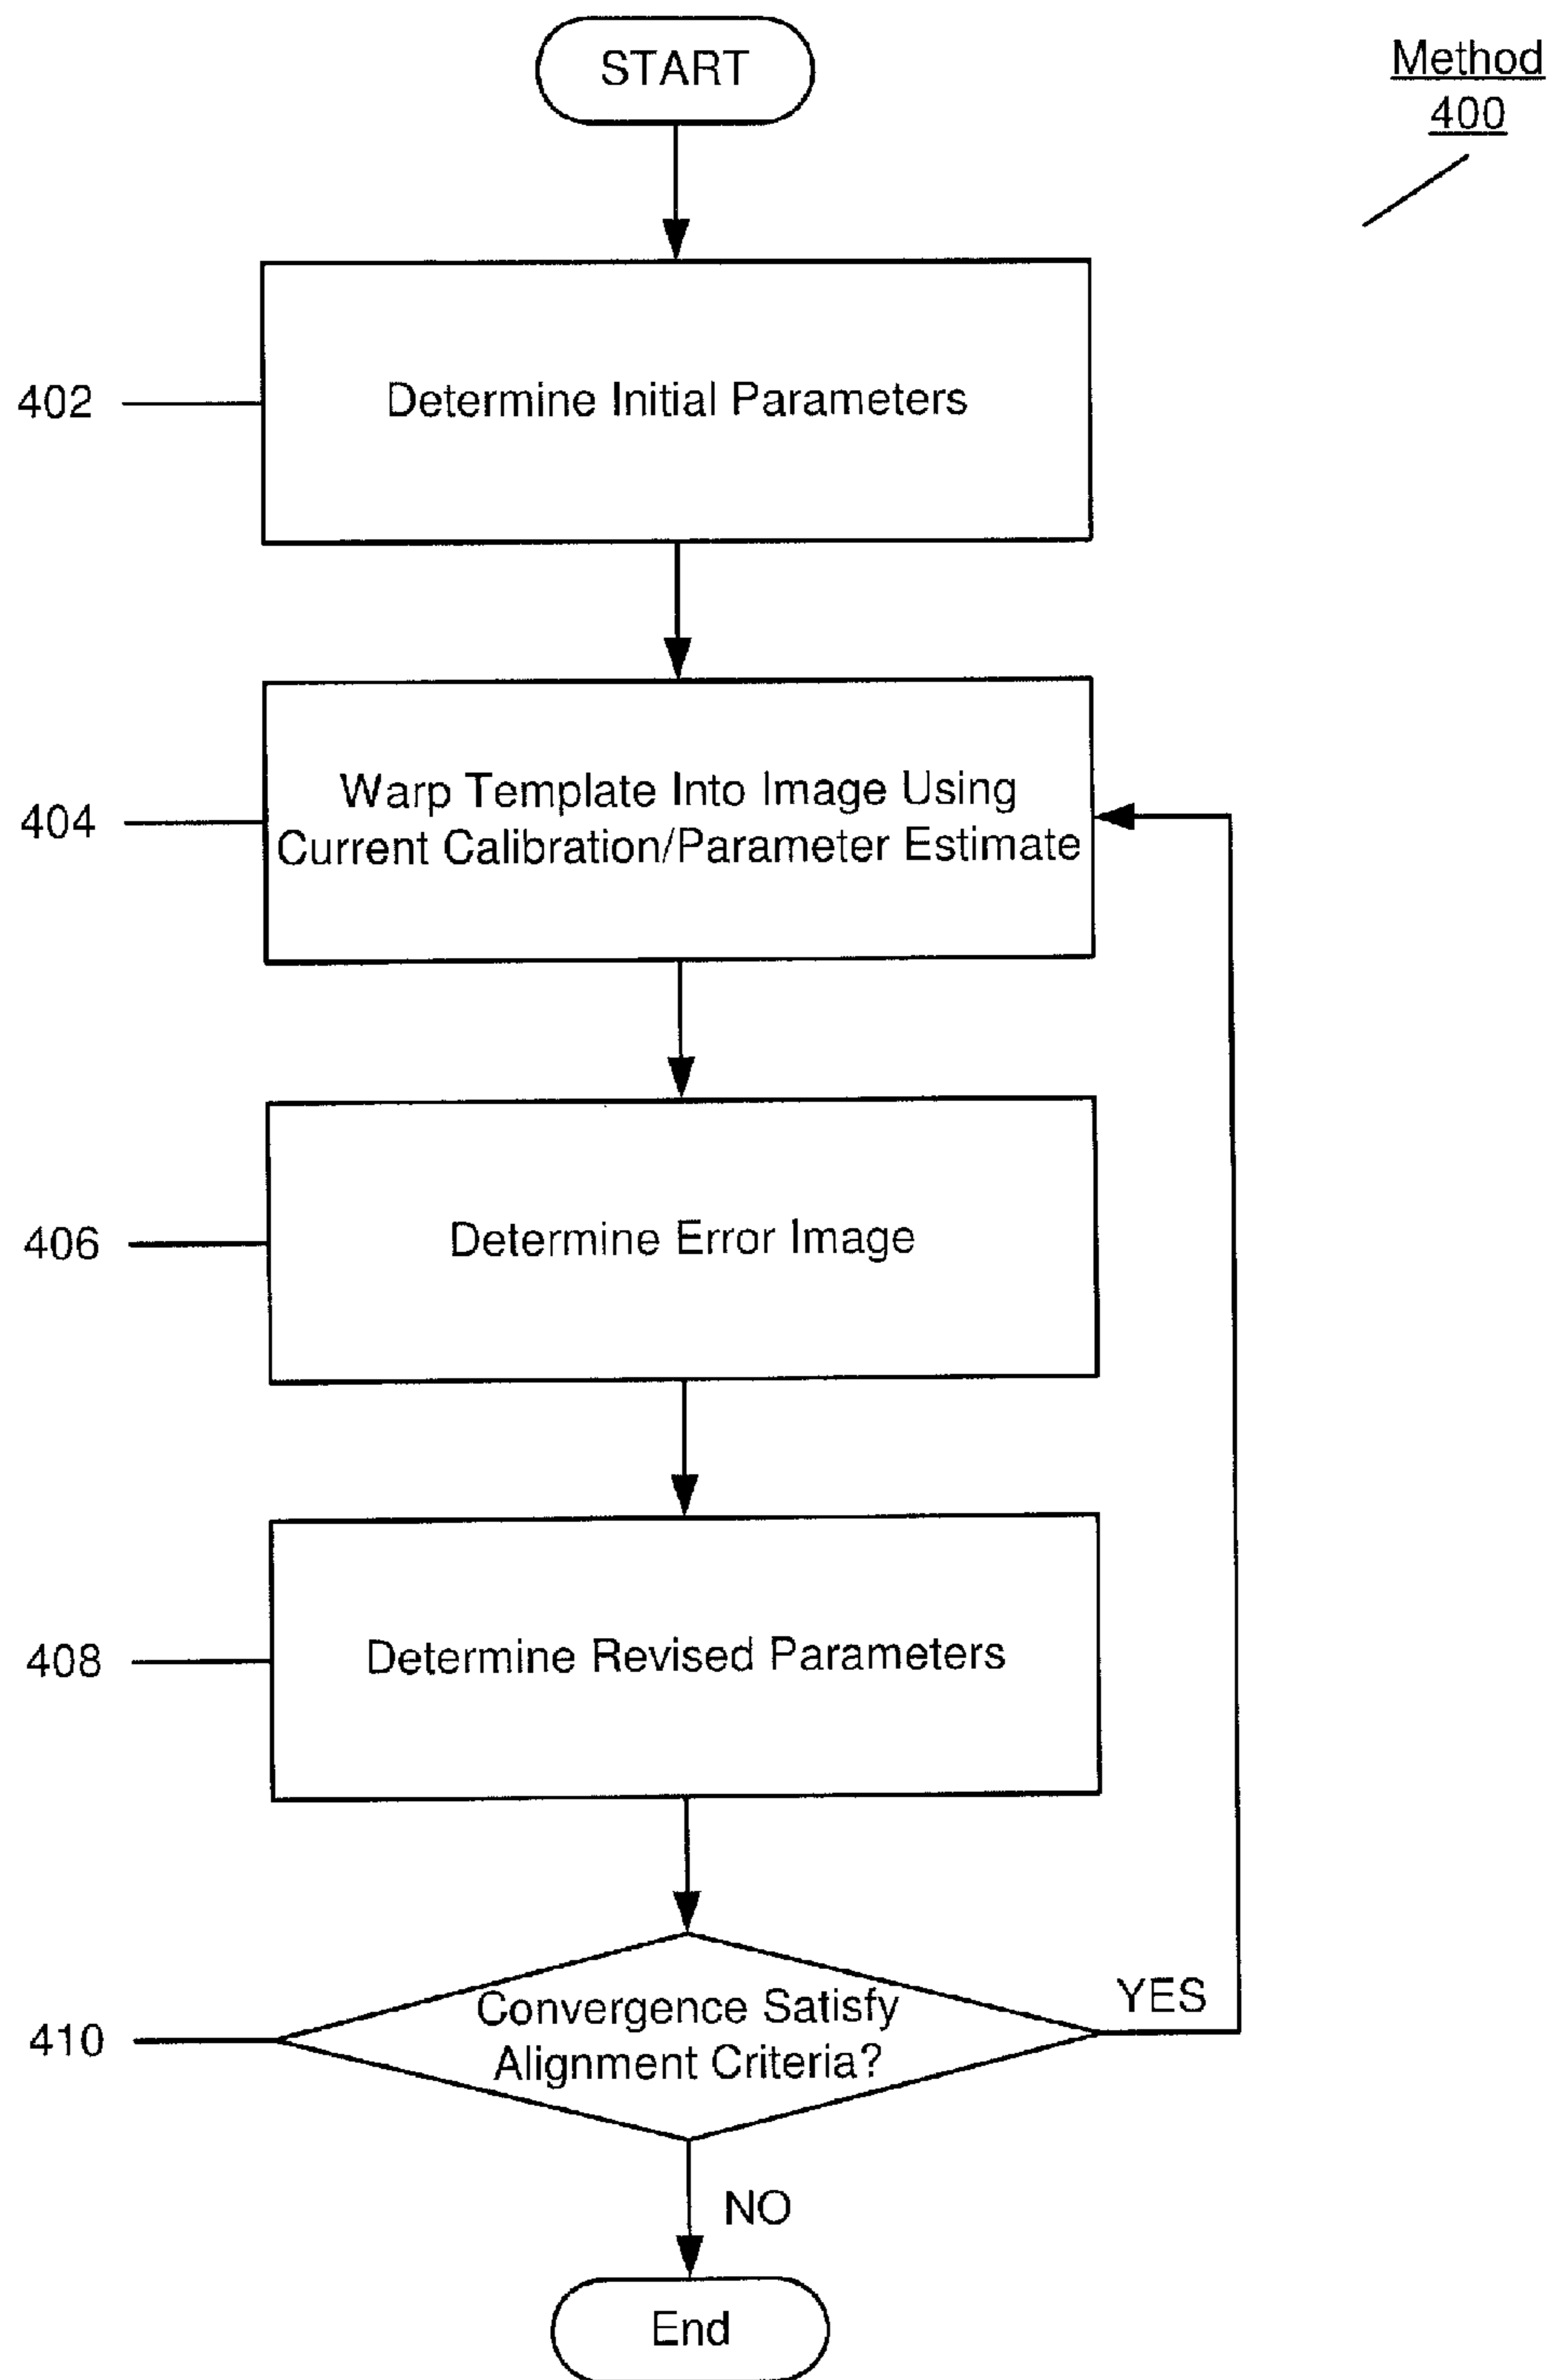 START
Method
400
402
Determine Initial Parameters
404
Warp Template Into Image Using
Current Calibration/Parameter Estimate
406
Determine Error Image
408
Determine Revised Parameters
410
Convergence Satisfy
Alignment Criteria?
YES
NO
End